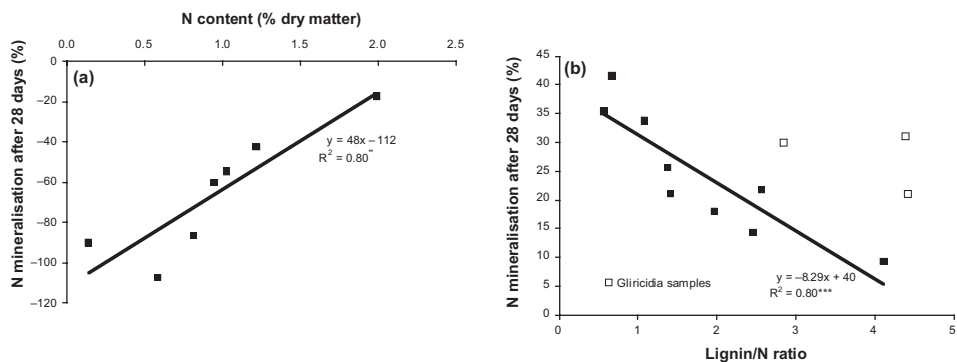 N content (% dry matter)
0.0 0.5 1.0 1.5 2.0 2.5
N mineralisation after 28 days (%)
0
−20
−40
−60
−80
−100
−120
(a)
y = 48x – 112
R² = 0.80
N mineralisation after 28 days (%)
45
40
35
30
25
20
15
10
5
0
(b)
Gliricidia samples
y = –8.29x + 40
R² = 0.80***
0 1 2 3 4 5
Lignin/N ratio